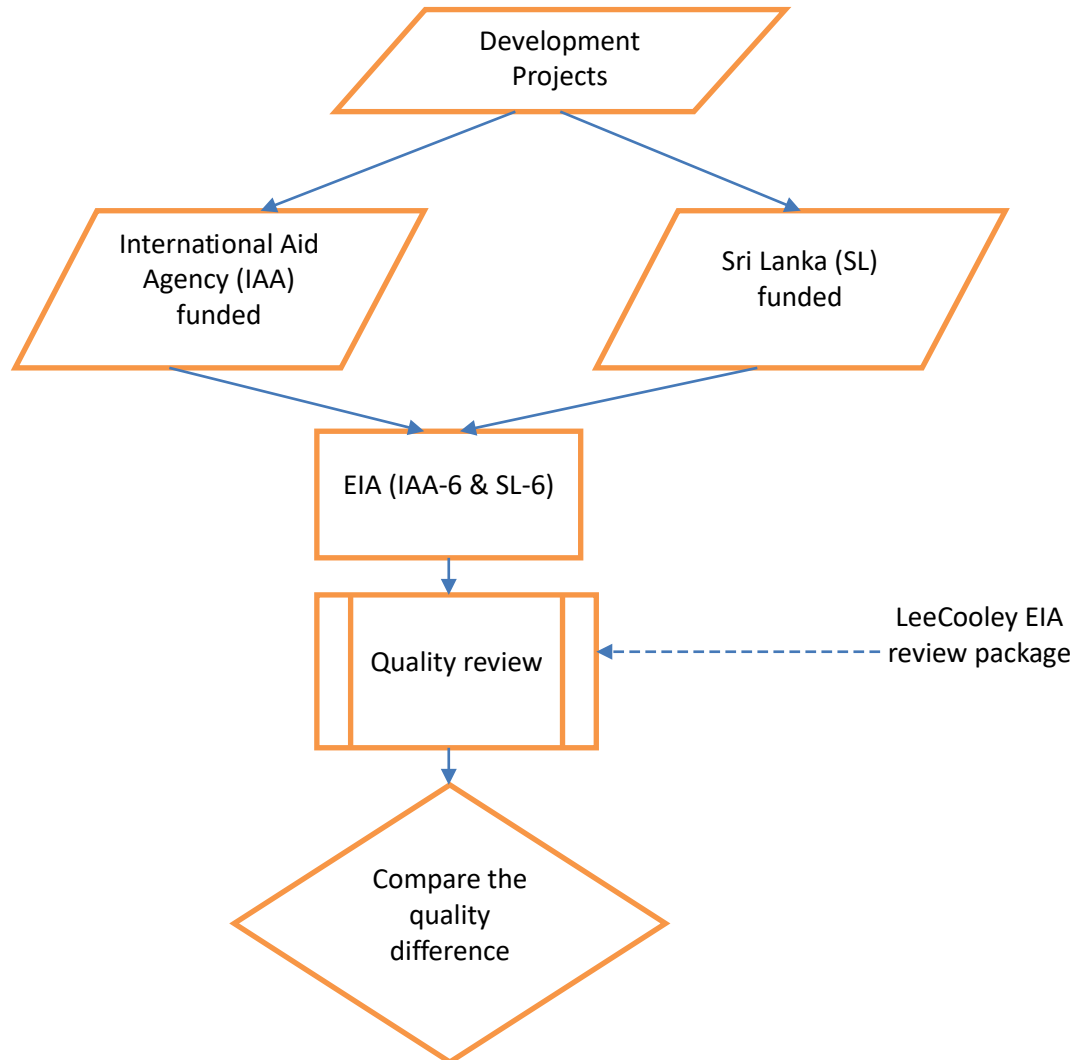 Development
Projects
International Aid
Agency (IAA)
funded
Sri Lanka (SL)
funded
EIA (IAA-6 & SL-6)
Quality review
LeeCooley EIA
review package
Compare the
quality
difference